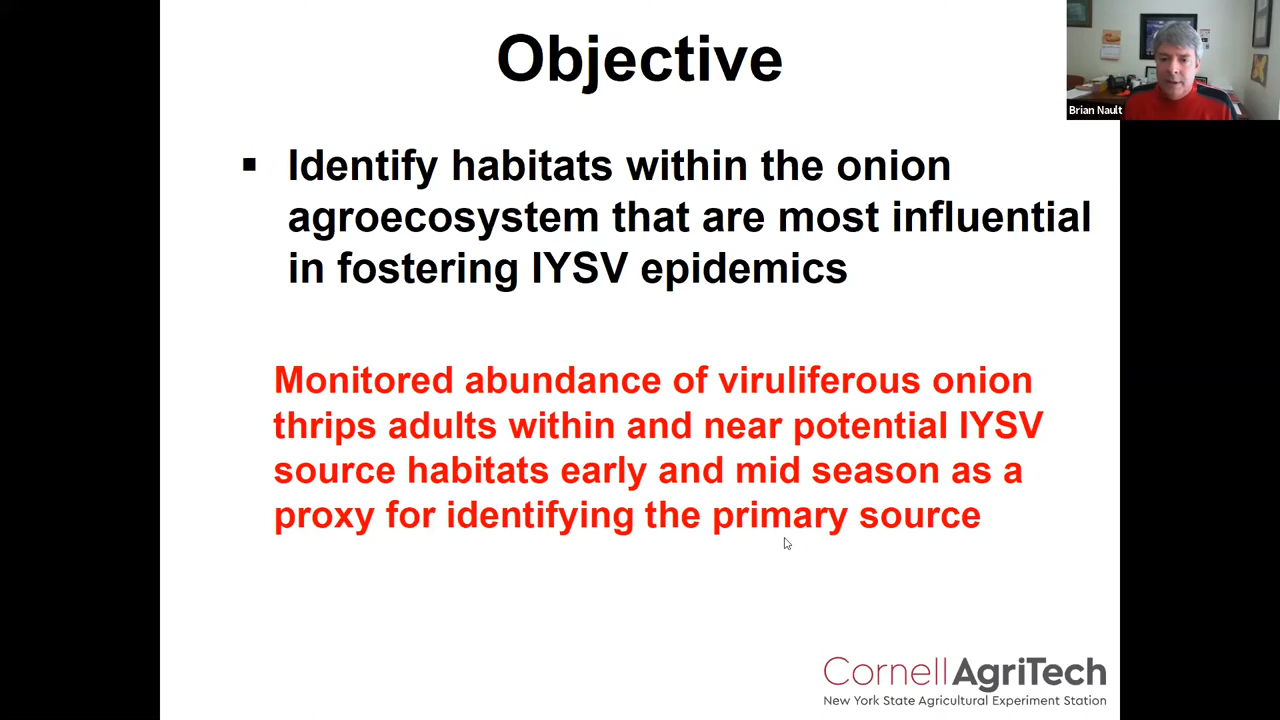 Objective
▪ Identify habitats within the onion
agroecosystem that are most influential
in fostering IYSV epidemics
Monitored abundance of viruliferous onion
thrips adults within and near potential IYSV
source habitats early and mid season as a
proxy for identifying the primary source
Brian Nault
Cornell AgriTech
New York State Agricultural Experiment Station